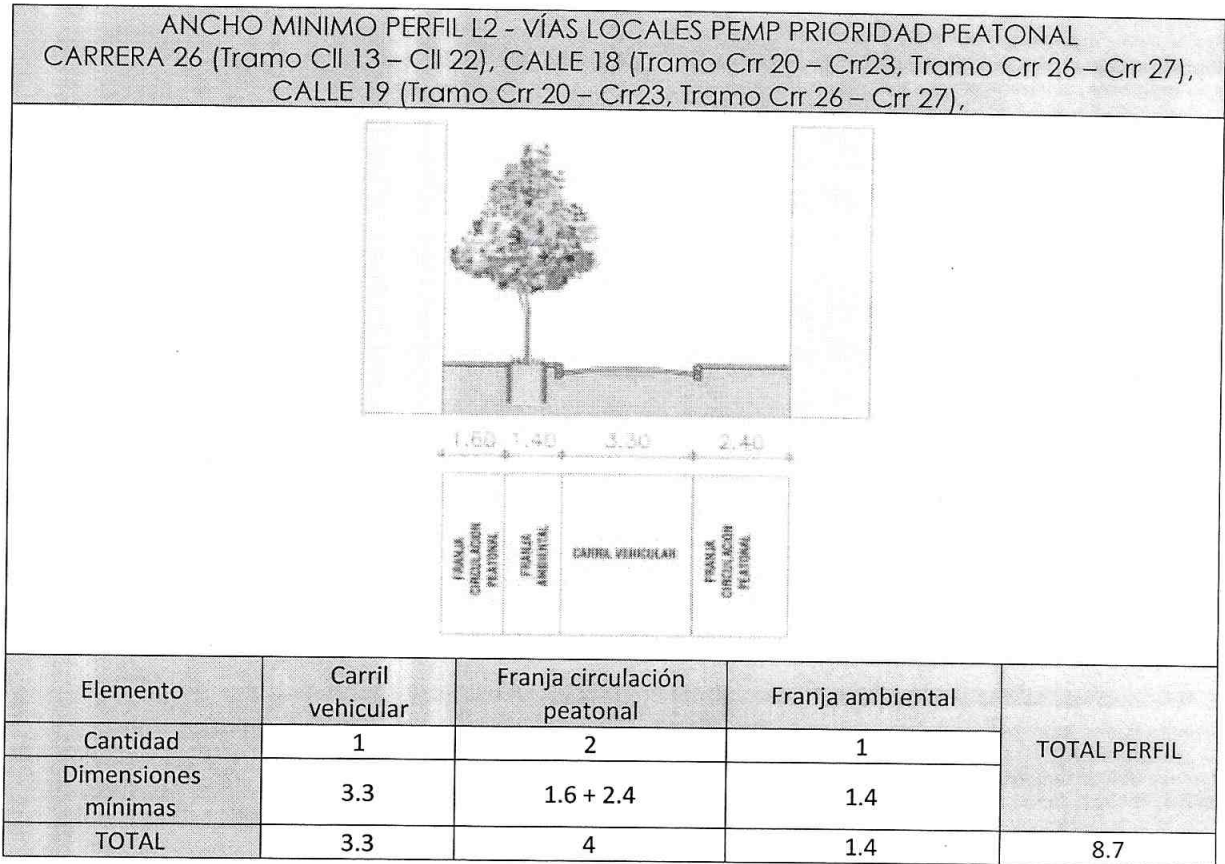 ANCHO MINIMO PERFIL L2 - VÍAS LOCALES PEMP PRIORIDAD PEATONAL
CARRERA 26 (Tramo Cll 13 – Cll 22), CALLE 18 (Tramo Crr 20 – Crr23, Tramo Crr 26 – Crr 27),
CALLE 19 (Tramo Crr 20 – Crr23, Tramo Crr 26 – Crr 27),
1.60 1.40 3.30 2.40
FRANJA
CIRCULACION
PEATONAL
FRANJA
AMBIENTAL
CARRIL VEHICULAR
FRANJA
CIRCULACION
PEATONAL
Elemento
Carril
vehicular
Franja circulación
peatonal
Franja ambiental
TOTAL PERFIL
Cantidad 1 2 1
Dimensiones
mínimas
3.3 1.6 + 2.4 1.4
TOTAL 3.3 4 1.4 8.7